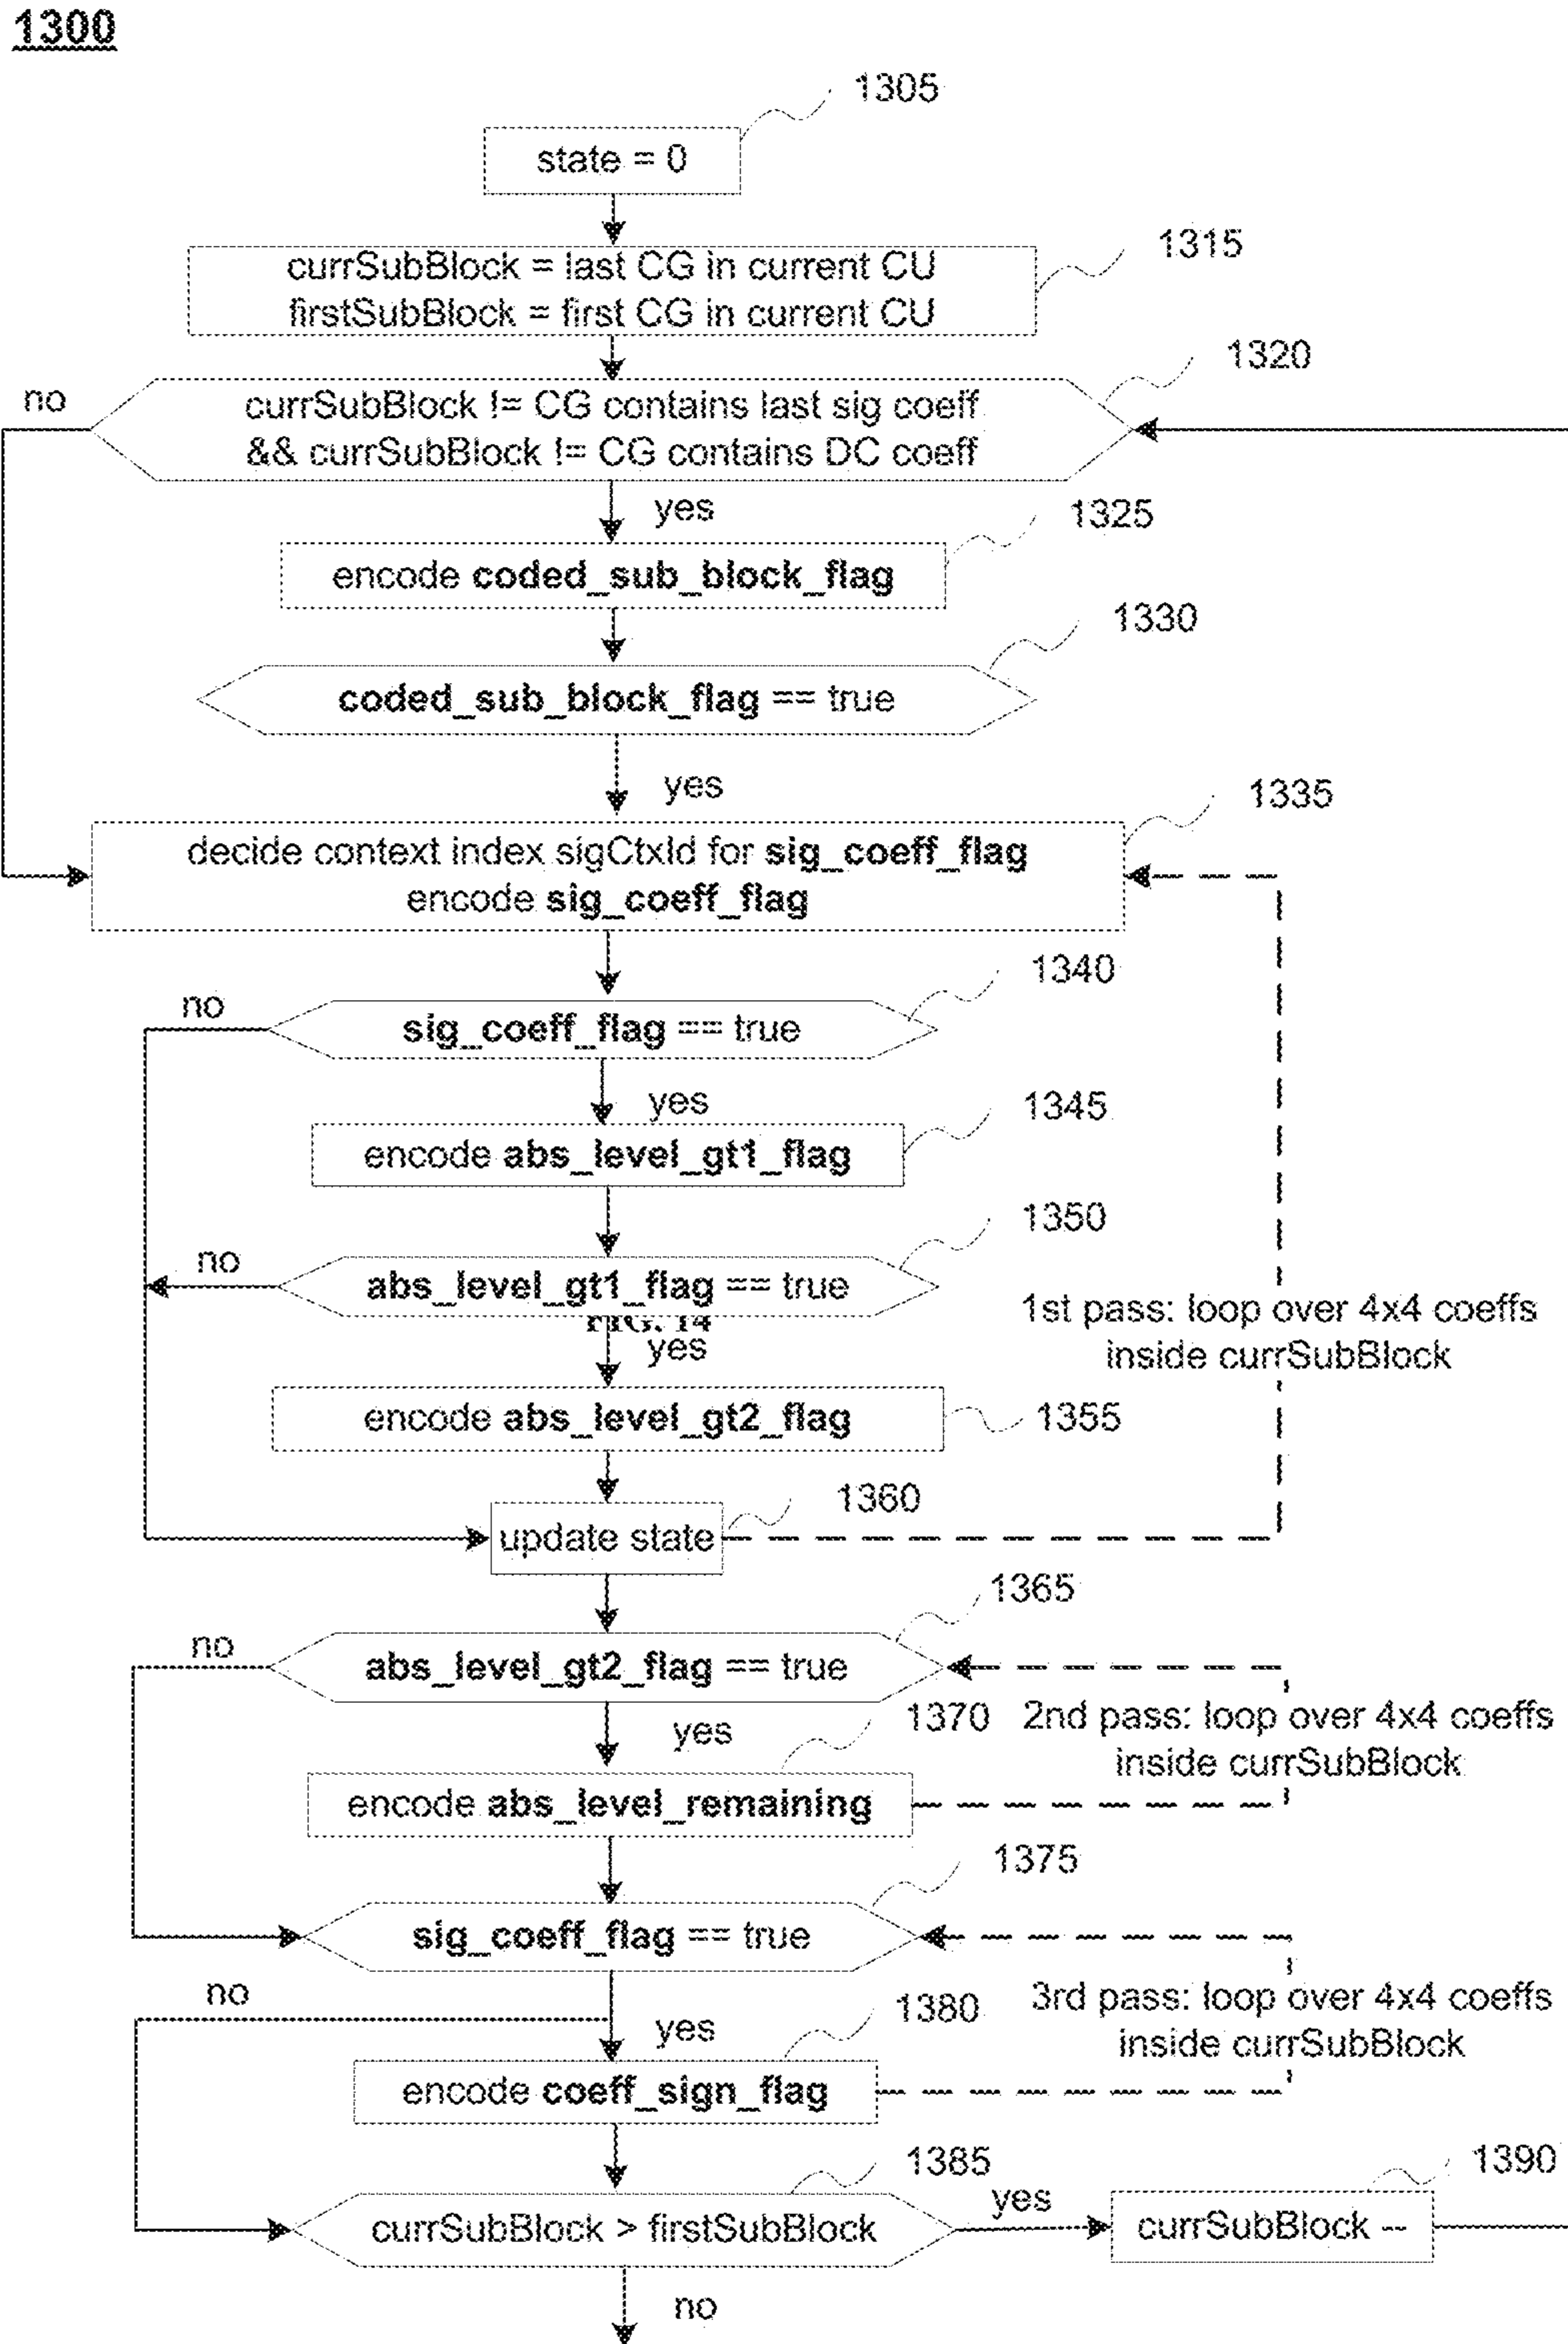 1300
1305
state = 0
1315
currSubBlock = last CG in current CU
firstSubBlock = first CG in current CU
1320
no
currSubBlock != CG contains last sig coeff
&& currSubBlock != CG contains DC coeff
yes
1325
encode coded_sub_block_flag
1330
coded_sub_block_flag == true
yes
1335
decide context index sigCtxId for sig_coeff_flag
encode sig_coeff_flag
1340
no
sig_coeff_flag == true
yes
1345
encode abs_level_gt1_flag
1350
no
abs_level_gt1_flag == true
FIG. 14
yes
1st pass: loop over 4x4 coeffs
inside currSubBlock
encode abs_level_gt2_flag
1355
1360
update state
1365
no
abs_level_gt2_flag == true
yes
1370
2nd pass: loop over 4x4 coeffs
inside currSubBlock
encode abs_level_remaining
1375
sig_coeff_flag == true
no
yes
1380
3rd pass: loop over 4x4 coeffs
inside currSubBlock
encode coeff_sign_flag
1385
1390
currSubBlock > firstSubBlock
yes
currSubBlock --
no